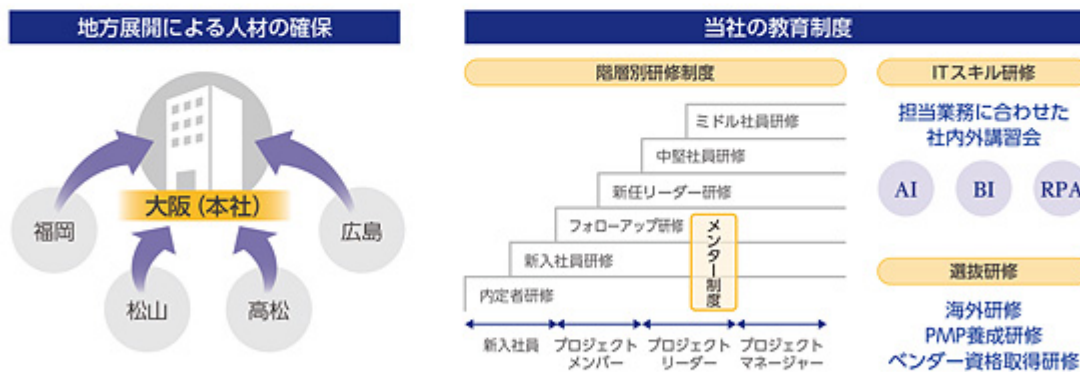 地方展開による人材の確保
大阪（本社）
福岡
広島
松山
高松
当社の教育制度
階層別研修制度
ミドル社員研修
中堅社員研修
新任リーダー研修
フォローアップ研修
新入社員研修
内定者研修
メンター制度
新入社員
プロジェクト
メンバー
プロジェクト
リーダー
プロジェクト
マネージャー
ITスキル研修
担当業務に合わせた
社内外講習会
AI
BI
RPA
選抜研修
海外研修
PMP養成研修
ベンダー資格取得研修